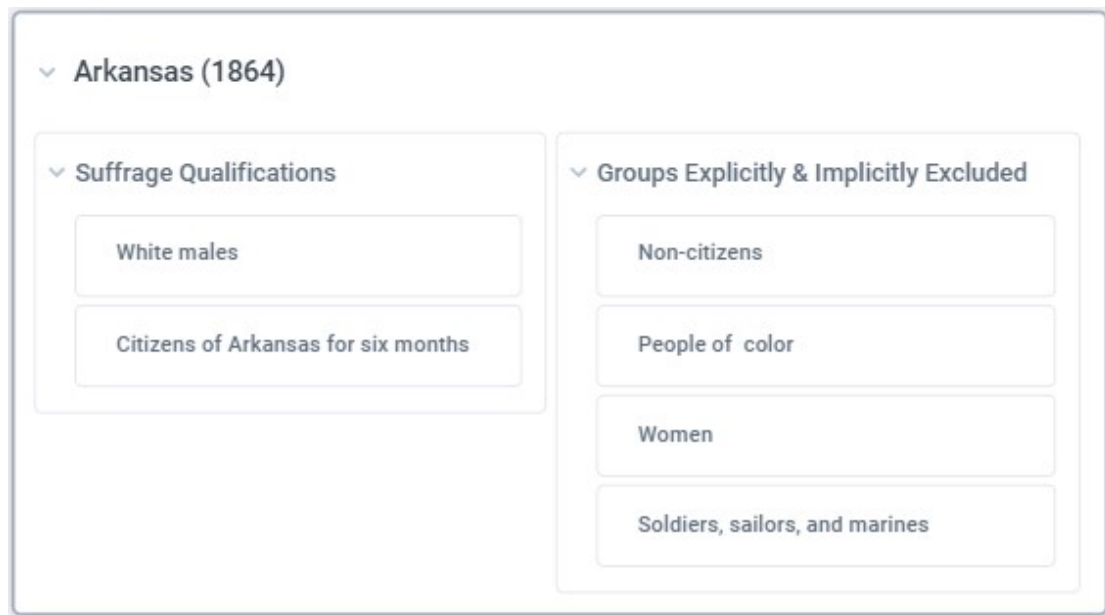 Arkansas (1864)
Suffrage Qualifications
White males
Citizens of Arkansas for six months
Groups Explicitly & Implicitly Excluded
Non-citizens
People of  color
Women
Soldiers, sailors, and marines